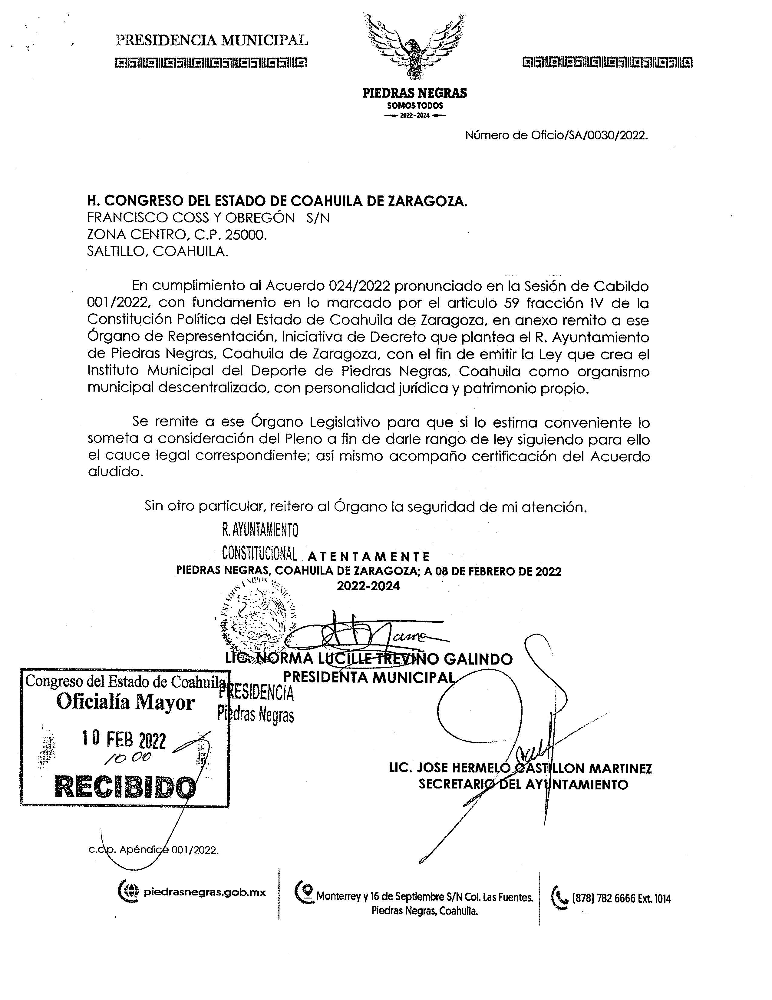 PRESIDENCIA MUNICIPAL
PIEDRAS NEGRAS
SOMOS TODOS
2022 - 2024
Número de Oficio/SA/0030/2022.
H. CONGRESO DEL ESTADO DE COAHUILA DE ZARAGOZA.
FRANCISCO COSS Y OBREGÓN S/N
ZONA CENTRO, C.P. 25000.
SALTILLO, COAHUILA.
En cumplimiento al Acuerdo 024/2022 pronunciado en la Sesión de Cabildo
001/2022, con fundamento en lo marcado por el articulo 59 fracción IV de la
Constitución Política del Estado de Coahuila de Zaragoza, en anexo remito a ese
Órgano de Representación, Iniciativa de Decreto que plantea el R. Ayuntamiento
de Piedras Negras, Coahuila de Zaragoza, con el fin de emitir la Ley que crea el
Instituto Municipal del Deporte de Piedras Negras, Coahuila como organismo
municipal descentralizado, con personalidad jurídica y patrimonio propio.
Se remite a ese Órgano Legislativo para que si lo estima conveniente lo
someta a consideración del Pleno a fin de darle rango de ley siguiendo para ello
el cauce legal correspondiente; así mismo acompaño certificación del Acuerdo
aludido.
Sin otro particular, reitero al Órgano la seguridad de mi atención.
R. AYUNTAMIENTO
CONSTITUCIONAL
ATENTAMENTE
PIEDRAS NEGRAS, COAHUILA DE ZARAGOZA; A 08 DE FEBRERO DE 2022
2022-2024
ESTADOS UNIDOS MEXICANOS
LIC. NORMA LUCILLE TREVIÑO GALINDO
PRESIDENTA MUNICIPAL
PRESIDENCIA
Piedras Negras
Congreso del Estado de Coahuila
Oficialía Mayor
10 FEB 2022
10 00
RECIBIDO
LIC. JOSE HERMELO CASTILLON MARTINEZ
SECRETARIO DEL AYUNTAMIENTO
c.c.p. Apéndice 001/2022.
piedrasnegras.gob.mx
Monterrey y 16 de Septiembre S/N Col. Las Fuentes.
Piedras Negras, Coahuila.
[878] 782 6666 Ext. 1014